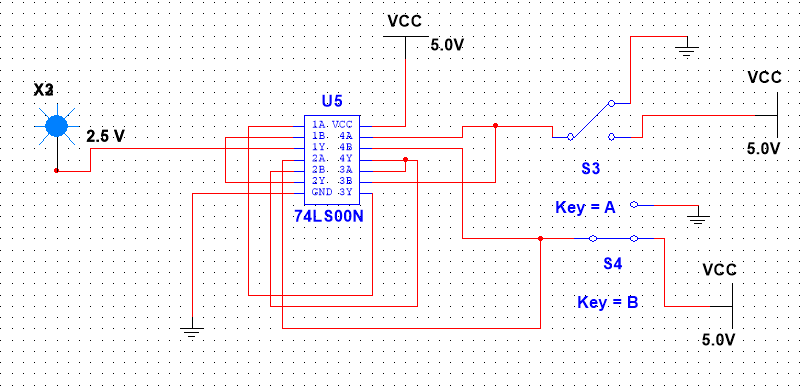 VCC
5.0V
X2
2.5 V
U5
1A VCC
1B 4A
1Y 4B
2A 4Y
2B 3A
2Y 3B
GND 3Y
74LS00N
S3
VCC
5.0V
Key = A
S4
Key = B
VCC
5.0V